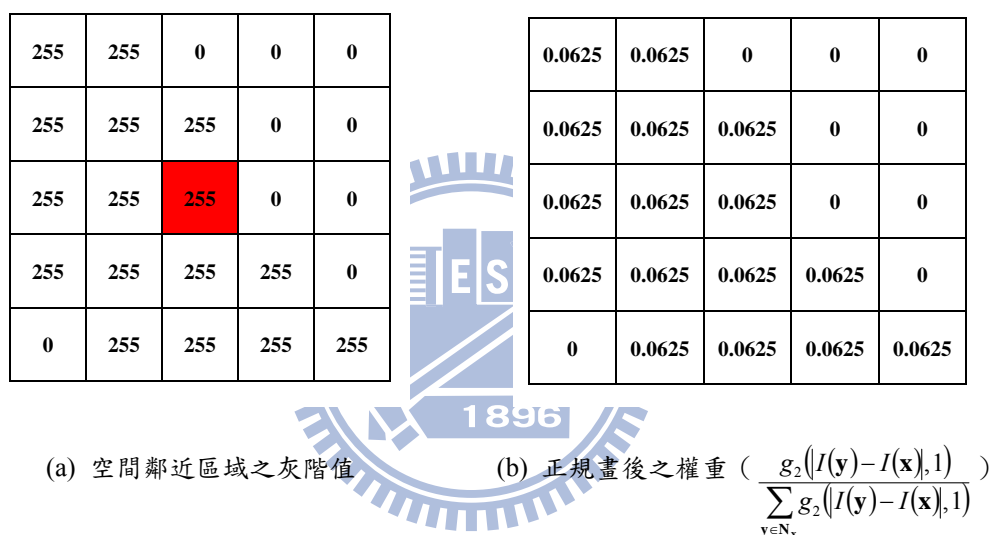 255 255 0 0 0
255 255 255 0 0
255 255 255 0 0
255 255 255 255 0
0 255 255 255 255
0.0625 0.0625 0 0 0
0.0625 0.0625 0.0625 0 0
0.0625 0.0625 0.0625 0 0
0.0625 0.0625 0.0625 0.0625 0
0 0.0625 0.0625 0.0625 0.0625
ES
1896
(a) 空間鄰近區域之灰階值
(b) 正規畫後之權重 ( g₂(|I(y)−I(x)|,1) / ∑_{y∈Nₓ} g₂(|I(y)−I(x)|,1) )